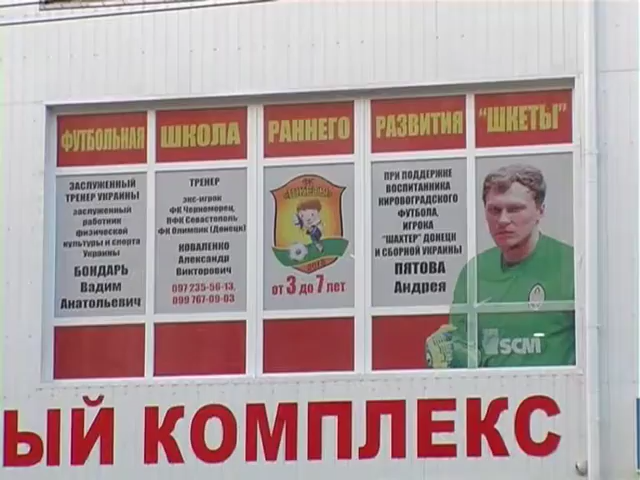 ФУТБОЛЬНАЯ ШКОЛА РАННЕГО РАЗВИТИЯ "ШКЕТЫ"
ЗАСЛУЖЕННЫЙ
ТРЕНЕР УКРАИНЫ
заслуженный
работник
физической
культуры и спорта
Украины
БОНДАРЬ
Вадим
Анатольевич
ТРЕНЕР
экс-игрок
ФК Черноморец,
ПФК Севастополь
ФК Олимпик (Донецк)
КОВАЛЕНКО
Александр
Викторович
097 235-56-13,
099 767-09-03
"ШКЕТЫ"
от 3 до 7 лет
ПРИ ПОДДЕРЖКЕ
ВОСПИТАННИКА
КИРОВОГРАДСКОГО
ФУТБОЛА,
ИГРОКА
"ШАХТЕР" ДОНЕЦК
И СБОРНОЙ УКРАИНЫ
ПЯТОВА
Андрея
SCM
ЫЙ КОМПЛЕКС